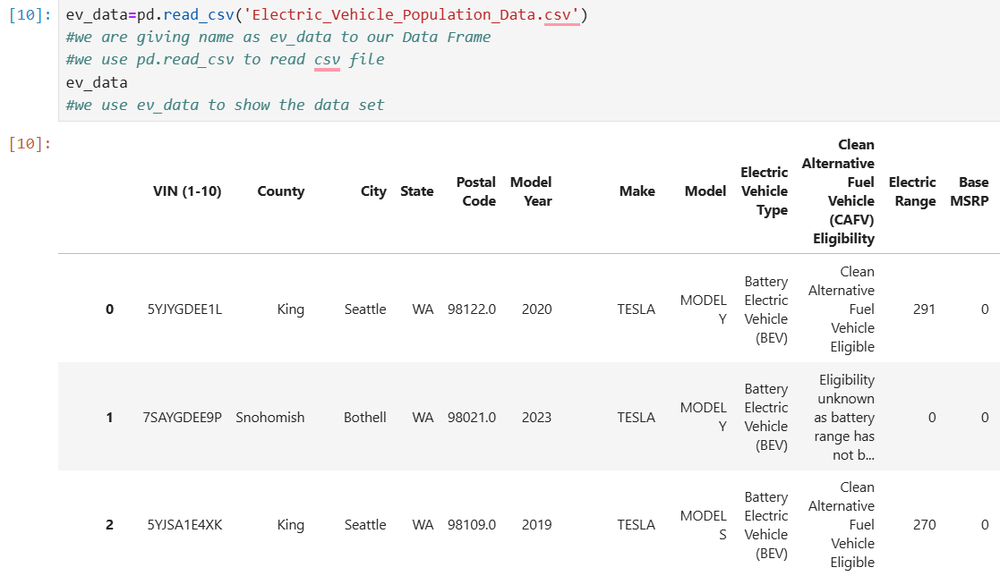 [10]: ev_data=pd.read_csv('Electric_Vehicle_Population_Data.csv')
#we are giving name as ev_data to our Data Frame
#we use pd.read_csv to read csv file
ev_data
#we use ev_data to show the data set
[10]:
VIN (1-10) County City State Postal Code Model Year Make Model Electric Vehicle Type Clean Alternative Fuel Vehicle (CAFV) Eligibility Electric Range Base MSRP
0 5YJYGDEE1L King Seattle WA 98122.0 2020 TESLA MODEL Y Battery Electric Vehicle (BEV) Clean Alternative Fuel Vehicle Eligible 291 0
1 7SAYGDEE9P Snohomish Bothell WA 98021.0 2023 TESLA MODEL Y Battery Electric Vehicle (BEV) Eligibility unknown as battery range has not b... 0 0
2 5YJSA1E4XK King Seattle WA 98109.0 2019 TESLA MODEL S Battery Electric Vehicle (BEV) Clean Alternative Fuel Vehicle Eligible 270 0